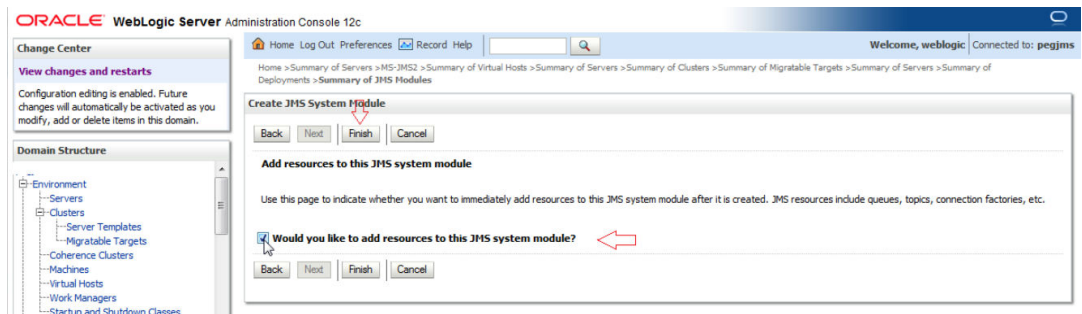 ORACLE WebLogic Server Administration Console 12c
Change Center
View changes and restarts
Configuration editing is enabled. Future
changes will automatically be activated as you
modify, add or delete items in this domain.
Domain Structure
Environment
Servers
Clusters
Server Templates
Migratable Targets
Coherence Clusters
Machines
Virtual Hosts
Work Managers
Startup and Shutdown Classes
Home Log Out Preferences Record Help
Welcome, weblogic Connected to: pegjms
Home >Summary of Servers >MS-JMS2 >Summary of Virtual Hosts >Summary of Servers >Summary of Clusters >Summary of Migratable Targets >Summary of Servers >Summary of
Deployments >Summary of JMS Modules
Create JMS System Module
Back Next Finish Cancel
Add resources to this JMS system module
Use this page to indicate whether you want to immediately add resources to this JMS system module after it is created. JMS resources include queues, topics, connection factories, etc.
Would you like to add resources to this JMS system module?
Back Next Finish Cancel